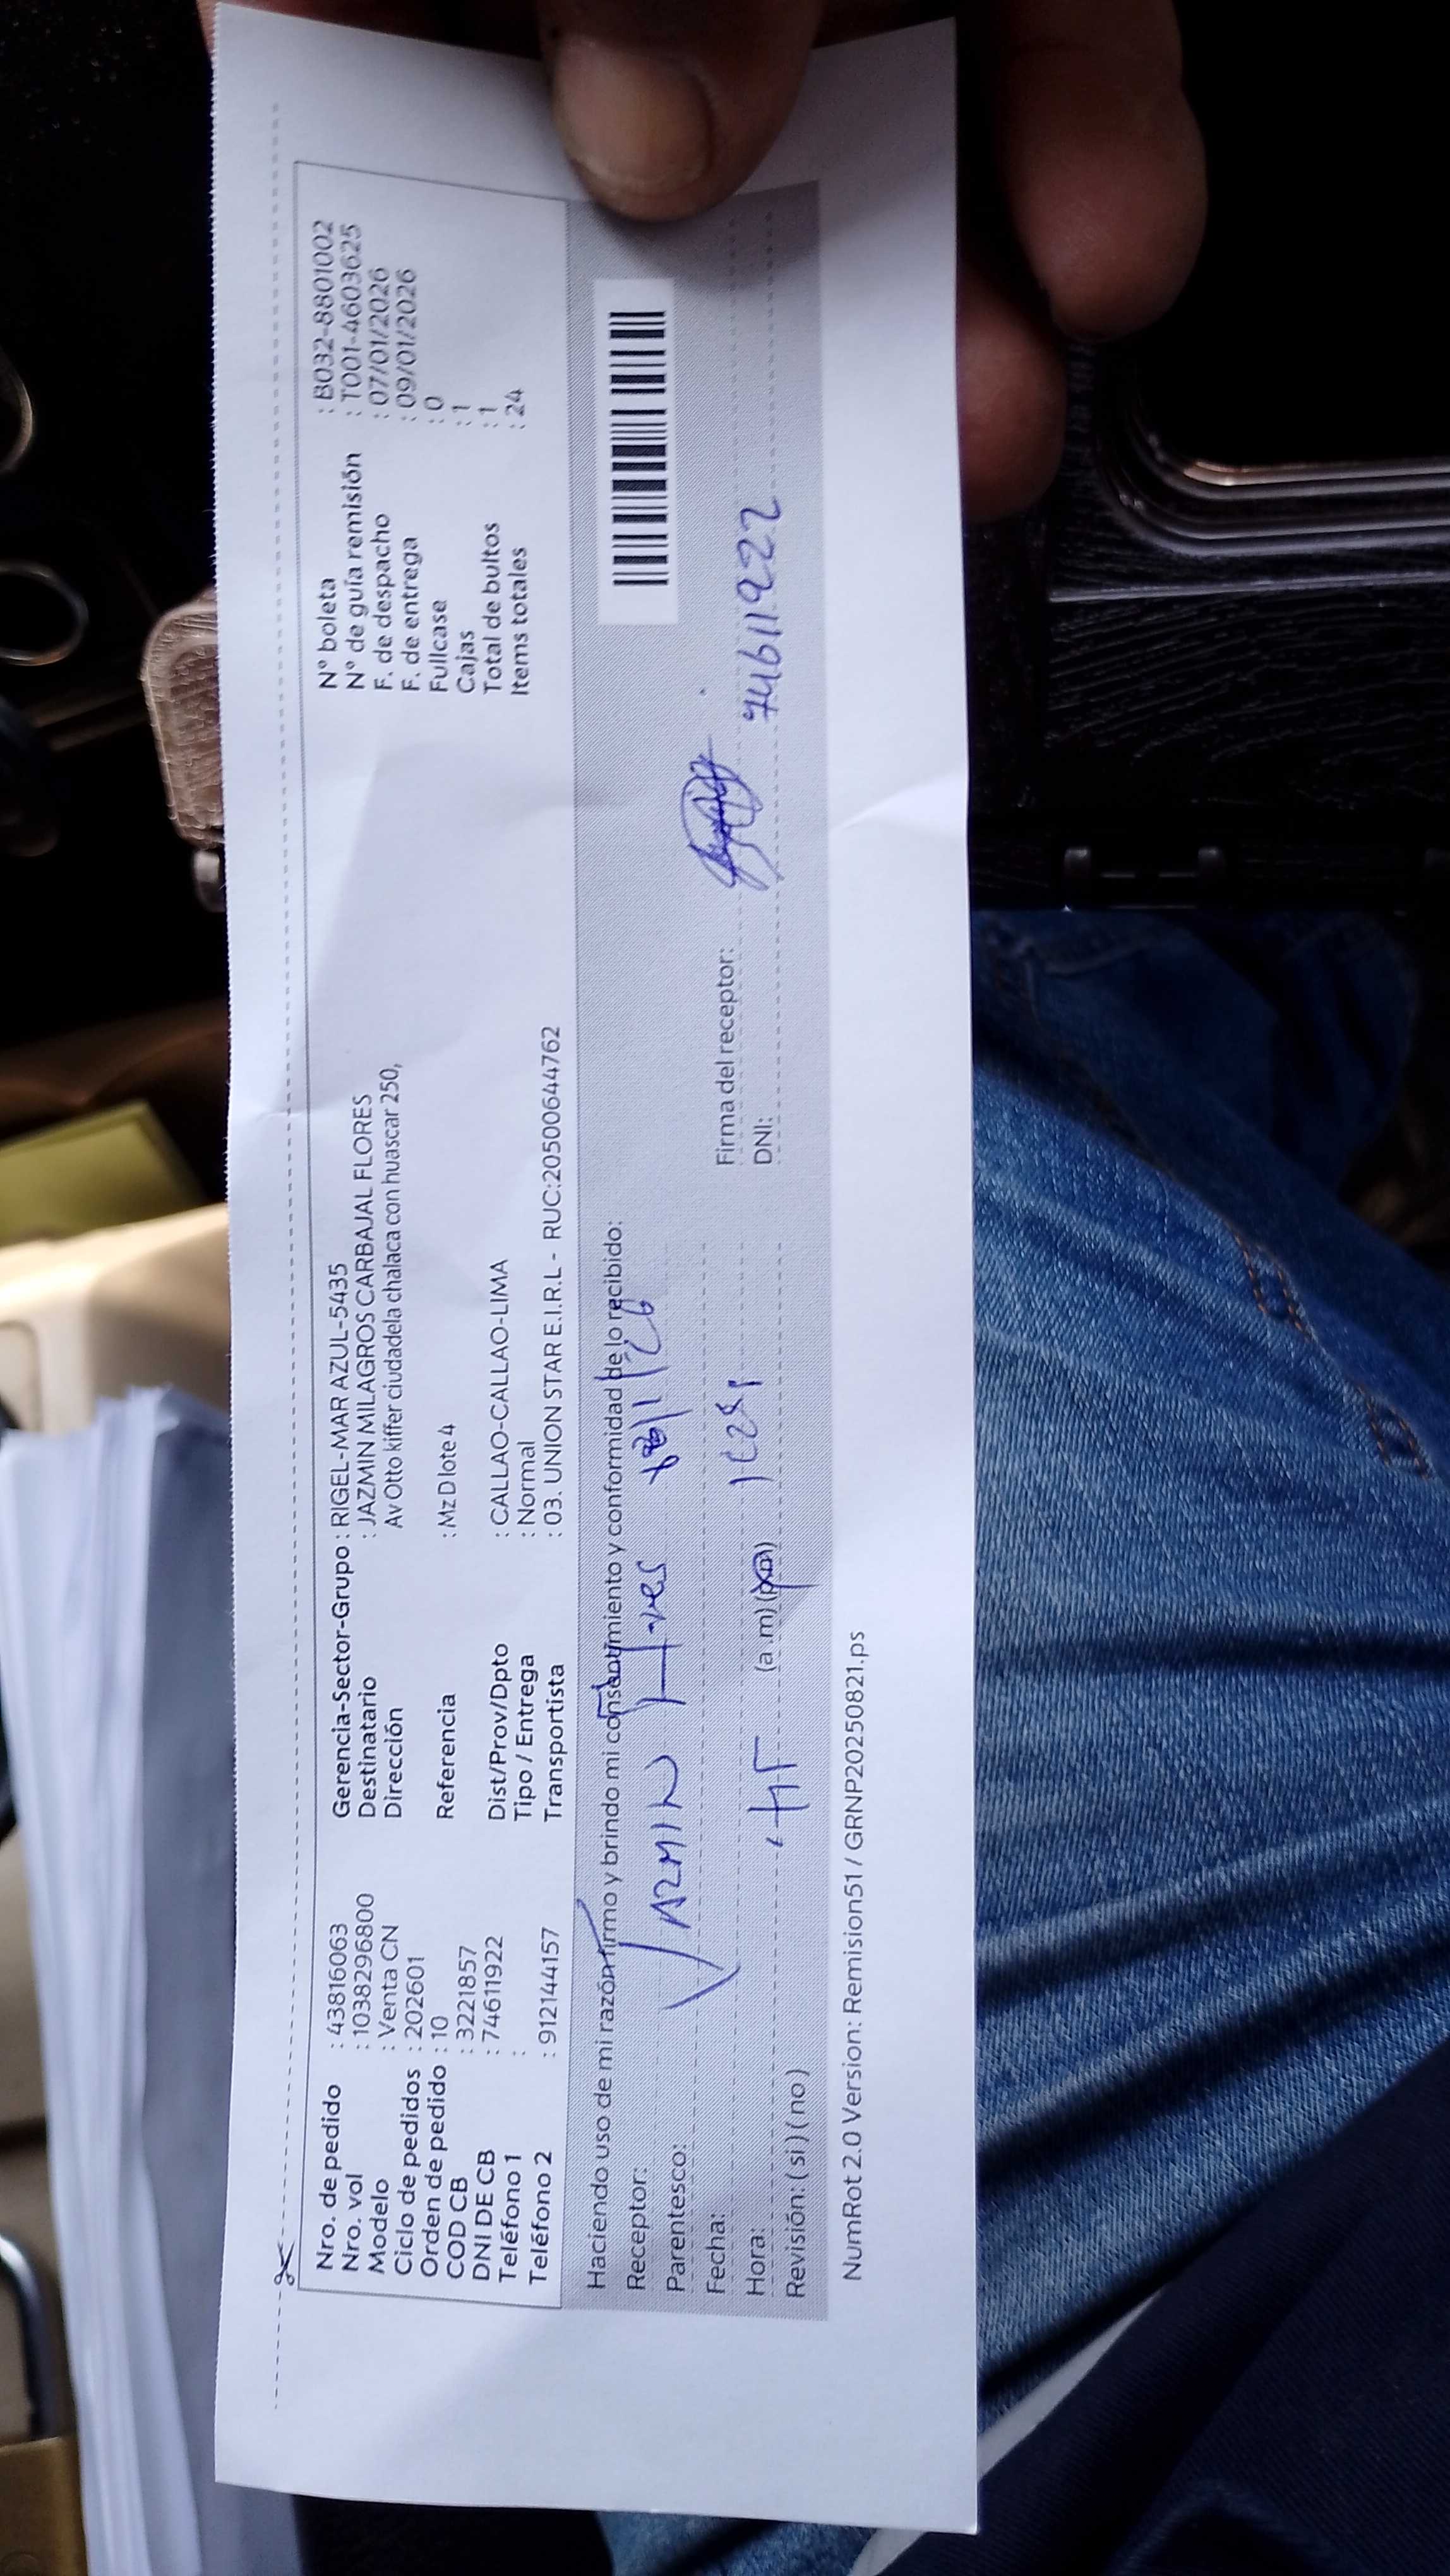 Nro. de pedido : 43816063
Nro. vol : 1038296800
Modelo : Venta CN
Ciclo de pedidos : 202601
Orden de pedido : 10
COD CB : 3221857
DNI DE CB : 74611922
Teléfono 1 :
Teléfono 2 : 912144157
Gerencia-Sector-Grupo : RIGEL-MAR AZUL-5435
Destinatario : JAZMIN MILAGROS CARBAJAL FLORES
Dirección Av Otto kiffer ciudadela chalaca con huascar 250,
Referencia : Mz D lote 4
Dist/Prov/Dpto : CALLAO-CALLAO-LIMA
Tipo / Entrega : Normal
Transportista : 03. UNION STAR E.I.R.L - RUC:20500644762
N° boleta : B032-8801002
N° de guía remisión : T001-4603625
F. de despacho : 07/01/2026
F. de entrega : 09/01/2026
Fullcase : 0
Cajas : 1
Total de bultos : 1
Items totales : 24
Haciendo uso de mi razón firmo y brindo mi consentimiento y conformidad de lo recibido:
Receptor:
Parentesco:
Fecha:
Hora: (a.m)
Revisión: ( si ) ( no )
Firma del receptor:
DNI: 74611922
NumRot 2.0 Version: Remision51 / GRNP20250821.ps